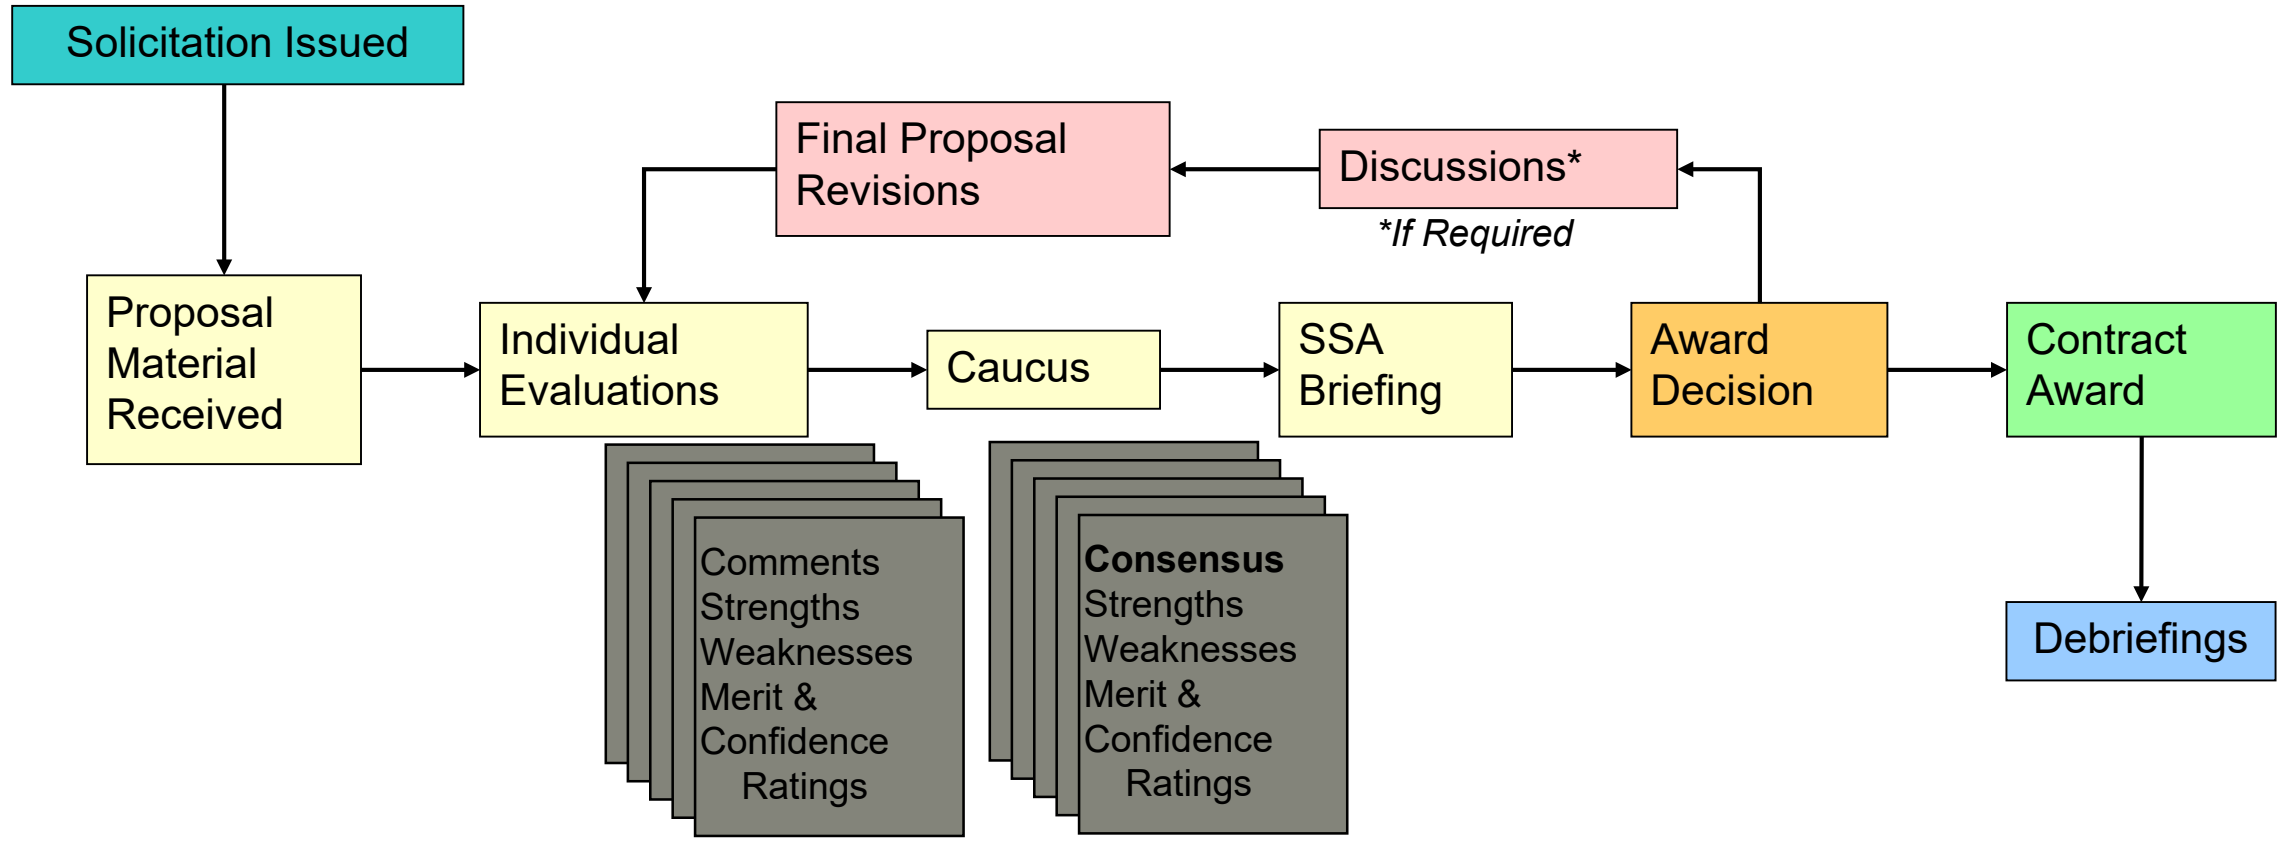 Solicitation Issued
Final Proposal
Revisions
Discussions*
*If Required
Proposal
Material
Received
Individual
Evaluations
Caucus
SSA
Briefing
Award
Decision
Contract
Award
Comments
Strengths
Weaknesses
Merit &
Confidence
Ratings
Consensus
Strengths
Weaknesses
Merit &
Confidence
Ratings
Debriefings